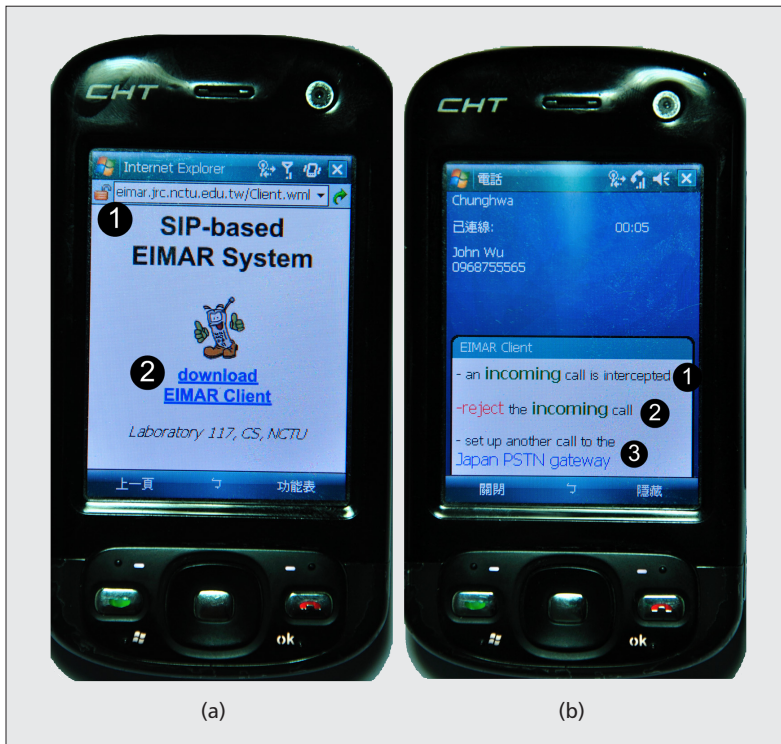 CHT
Internet Explorer
eimar.jrc.nctu.edu.tw/Client.wml
1
SIP-based
EIMAR System
2
download
EIMAR Client
Laboratory 117, CS, NCTU
上一頁 ㄅ 功能表
ok
(a)
CHT
電話
Chunghwa
已連線: 00:05
John Wu
0968755565
EIMAR Client
- an incoming call is intercepted 1
-reject the incoming call 2
- set up another call to the 3
Japan PSTN gateway
關閉 ㄅ 隱藏
ok
(b)